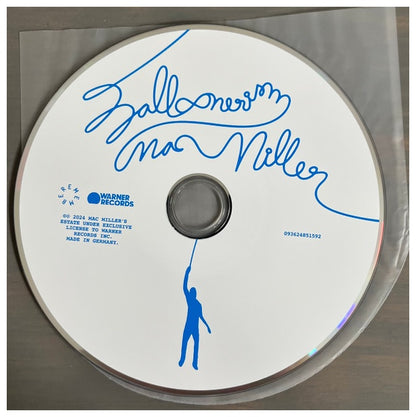 Balloonerism
Mac Miller
REMEMBER
WARNER
RECORDS
℗© 2024 MAC MILLER'S
ESTATE UNDER EXCLUSIVE
LICENSE TO WARNER
RECORDS INC.
MADE IN GERMANY.
093624851592